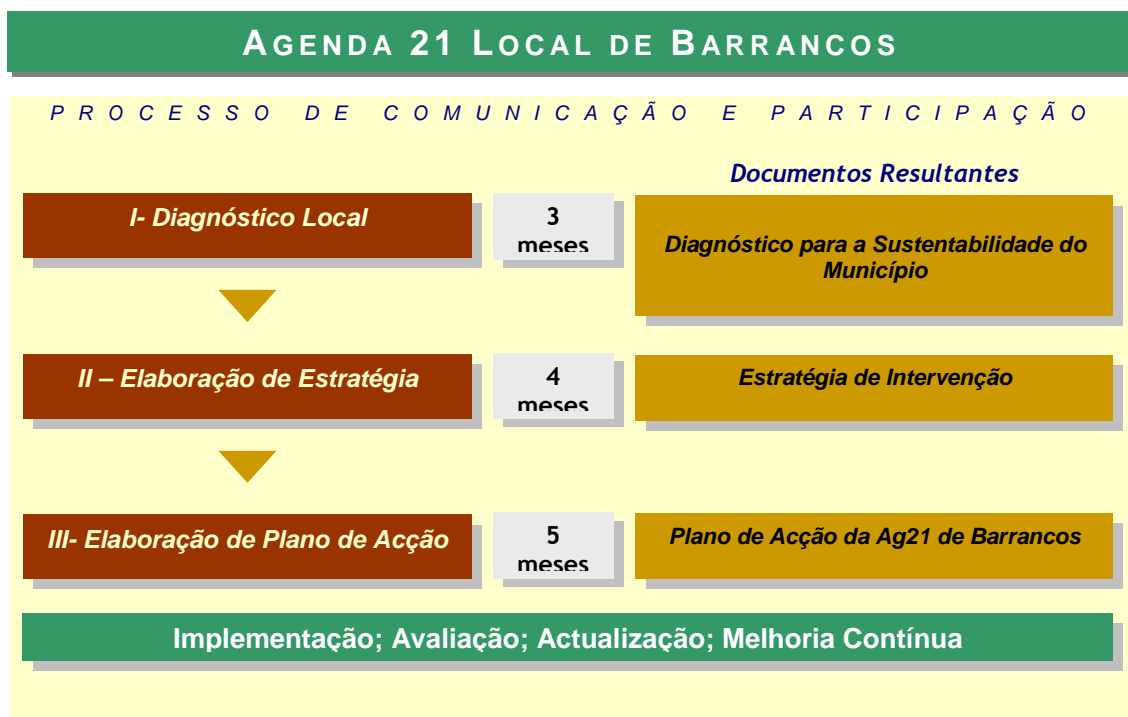 AGENDA 21 LOCAL DE BARRANCOS
PROCESSO DE COMUNICAÇÃO E PARTICIPAÇÃO
Documentos Resultantes
I- Diagnóstico Local
3
meses
Diagnóstico para a Sustentabilidade do
Município
II – Elaboração de Estratégia
4
meses
Estratégia de Intervenção
III- Elaboração de Plano de Acção
5
meses
Plano de Acção da Ag21 de Barrancos
Implementação; Avaliação; Actualização; Melhoria Contínua